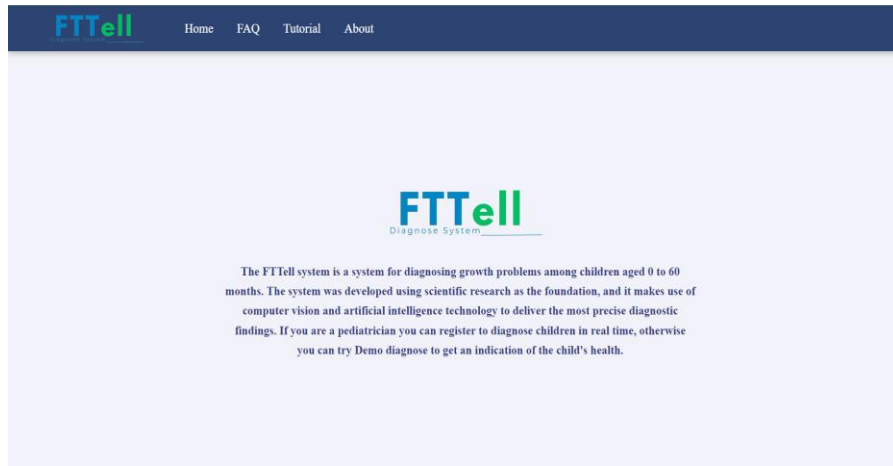 FTTell
Diagnose System
Home FAQ Tutorial About
FTTell
Diagnose System
The FTTell system is a system for diagnosing growth problems among children aged 0 to 60
months. The system was developed using scientific research as the foundation, and it makes use of
computer vision and artificial intelligence technology to deliver the most precise diagnostic
findings. If you are a pediatrician you can register to diagnose children in real time, otherwise
you can try Demo diagnose to get an indication of the child's health.